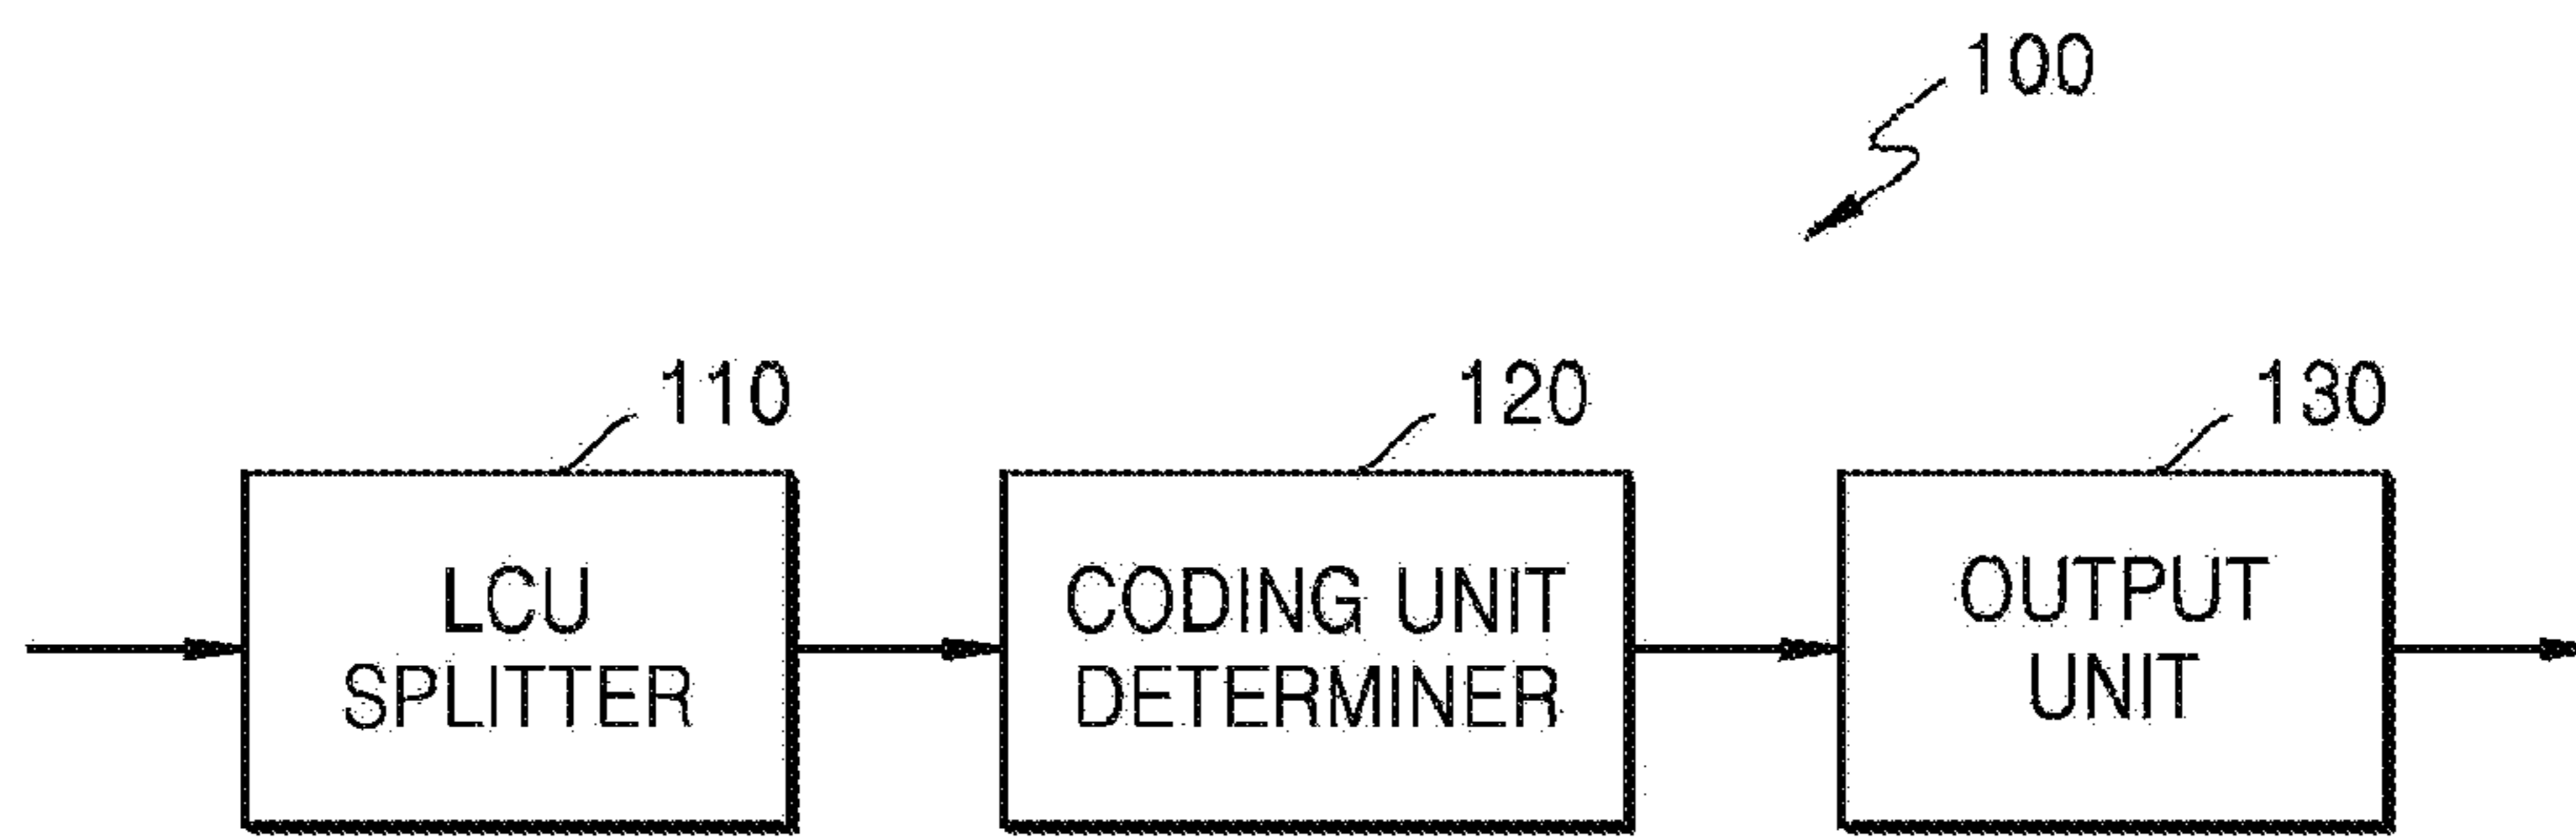 100
110
120
130
LCU
SPLITTER
CODING UNIT
DETERMINER
OUTPUT
UNIT